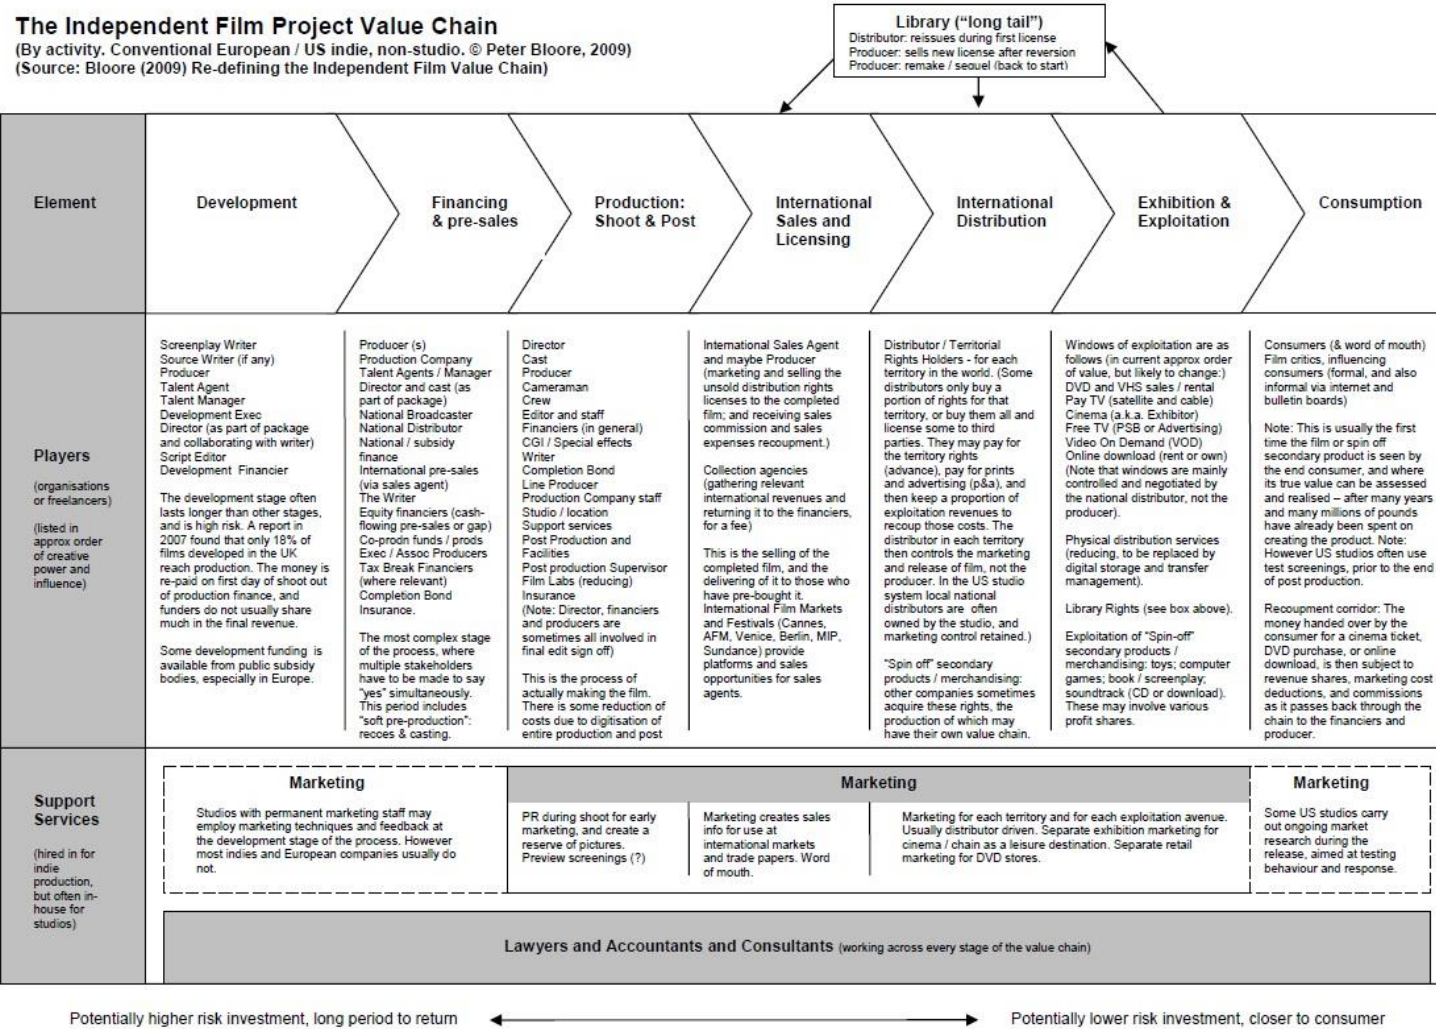 The Independent Film Project Value Chain
(By activity. Conventional European / US indie, non-studio. © Peter Bloore, 2009)
(Source: Bloore (2009) Re-defining the Independent Film Value Chain)
Library (“long tail”)
Distributor: reissues during first license
Producer: sells new license after reversion
Producer: remake / sequel (back to start)
Element
Development
Financing
& pre-sales
Production:
Shoot & Post
International
Sales and
Licensing
International
Distribution
Exhibition &
Exploitation
Consumption
Players
(organisations
or freelancers)
(listed in
approx order
of creative
power and
influence)
Screenplay Writer
Source Writer (if any)
Producer
Talent Agent
Talent Manager
Development Exec
Director (as part of package
and collaborating with writer)
Script Editor
Development Financier
The development stage often
lasts longer than other stages,
and is high risk. A report in
2007 found that only 18% of
films developed in the UK
reach production. The money is
re-paid on first day of shoot out
of production finance, and
funders do not usually share
much in the final revenue.
Some development funding is
available from public subsidy
bodies, especially in Europe.
Producer (s)
Production Company
Talent Agents / Manager
Director and cast (as
part of package)
National Broadcaster
National Distributor
National / subsidy
finance
International pre-sales
(via sales agent)
The Writer
Equity financiers (cash-
flowing pre-sales or gap)
Co-prodn funds / prods
Exec / Assoc Producers
Tax Break Financiers
(where relevant)
Completion Bond
Insurance.
The most complex stage
of the process, where
multiple stakeholders
have to be made to say
“yes” simultaneously.
This period includes
“soft pre-production”:
recces & casting.
Director
Cast
Producer
Cameraman
Crew
Editor and staff
Financiers (in general)
CGI / Special effects
Writer
Completion Bond
Line Producer
Production Company staff
Studio / location
Support services
Post Production and
Facilities
Post production Supervisor
Film Labs (reducing)
Insurance
(Note: Director, financiers
and producers are
sometimes all involved in
final edit sign off)
This is the process of
actually making the film.
There is some reduction of
costs due to digitisation of
entire production and post
International Sales Agent
and maybe Producer
(marketing and selling the
unsold distribution rights
licenses to the completed
film; and receiving sales
commission and sales
expenses recoupment.)
Collection agencies
(gathering relevant
international revenues and
returning it to the financiers,
for a fee)
This is the selling of the
completed film, and the
delivering of it to those who
have pre-bought it.
International Film Markets
and Festivals (Cannes,
AFM, Venice, Berlin, MIP,
Sundance) provide
platforms and sales
opportunities for sales
agents.
Distributor / Territorial
Rights Holders - for each
territory in the world. (Some
distributors only buy a
portion of rights for that
territory, or buy them all and
license some to third
parties. They may pay for
the territory rights
(advance), pay for prints
and advertising (p&a), and
then keep a proportion of
exploitation revenues to
recoup those costs. The
distributor in each territory
then controls the marketing
and release of film, not the
producer. In the US studio
system local national
distributors are often
owned by the studio, and
marketing control retained.)
“Spin off” secondary
products / merchandising:
other companies sometimes
acquire these rights, the
production of which may
have their own value chain.
Windows of exploitation are as
follows (in current approx order
of value, but likely to change:)
DVD and VHS sales / rental
Pay TV (satellite and cable)
Cinema (a.k.a. Exhibitor)
Free TV (PSB or Advertising)
Video On Demand (VOD)
Online download (rent or own)
(Note that windows are mainly
controlled and negotiated by
the national distributor, not the
producer).
Physical distribution services
(reducing, to be replaced by
digital storage and transfer
management).
Library Rights (see box above).
Exploitation of “Spin-off”
secondary products /
merchandising: toys; computer
games; book / screenplay;
soundtrack (CD or download).
These may involve various
profit shares.
Consumers (& word of mouth)
Film critics, influencing
consumers (formal, and also
informal via internet and
bulletin boards)
Note: This is usually the first
time the film or spin off
secondary product is seen by
the end consumer, and where
its true value can be assessed
and realised – after many years
and many millions of pounds
have already been spent on
creating the product. Note:
However US studios often use
test screenings, prior to the end
of post production.
Recoupment corridor: The
money handed over by the
consumer for a cinema ticket,
DVD purchase, or online
download, is then subject to
revenue shares, marketing cost
deductions, and commissions
as it passes back through the
chain to the financiers and
producer.
Support
Services
(hired in for
indie
production,
but often in-
house for
studios)
Marketing
Studios with permanent marketing staff may
employ marketing techniques and feedback at
the development stage of the process. However
most indies and European companies usually do
not.
Marketing
PR during shoot for early
marketing, and create a
reserve of pictures.
Preview screenings (?)
Marketing creates sales
info for use at
international markets
and trade papers. Word
of mouth.
Marketing for each territory and for each exploitation avenue.
Usually distributor driven. Separate exhibition marketing for
cinema / chain as a leisure destination. Separate retail
marketing for DVD stores.
Marketing
Some US studios carry
out ongoing market
research during the
release, aimed at testing
behaviour and response.
Lawyers and Accountants and Consultants (working across every stage of the value chain)
Potentially higher risk investment, long period to return
Potentially lower risk investment, closer to consumer